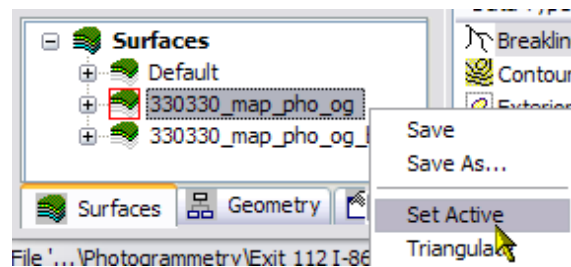 Surfaces
Default
330330_map_pho_og
330330_map_pho_og_
Breaklin
Contour
Exterior
Save
Save As...
Set Active
Triangula
Surfaces
Geometry
File '...\Photogrammetry\Exit 112 I-86